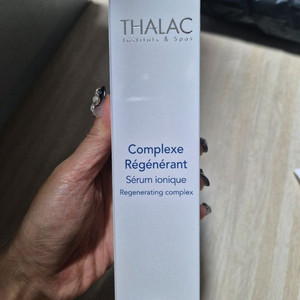 THALAC
Instituts & Spas
Complexe
Régénérant
Sérum ionique
Regenerating complex